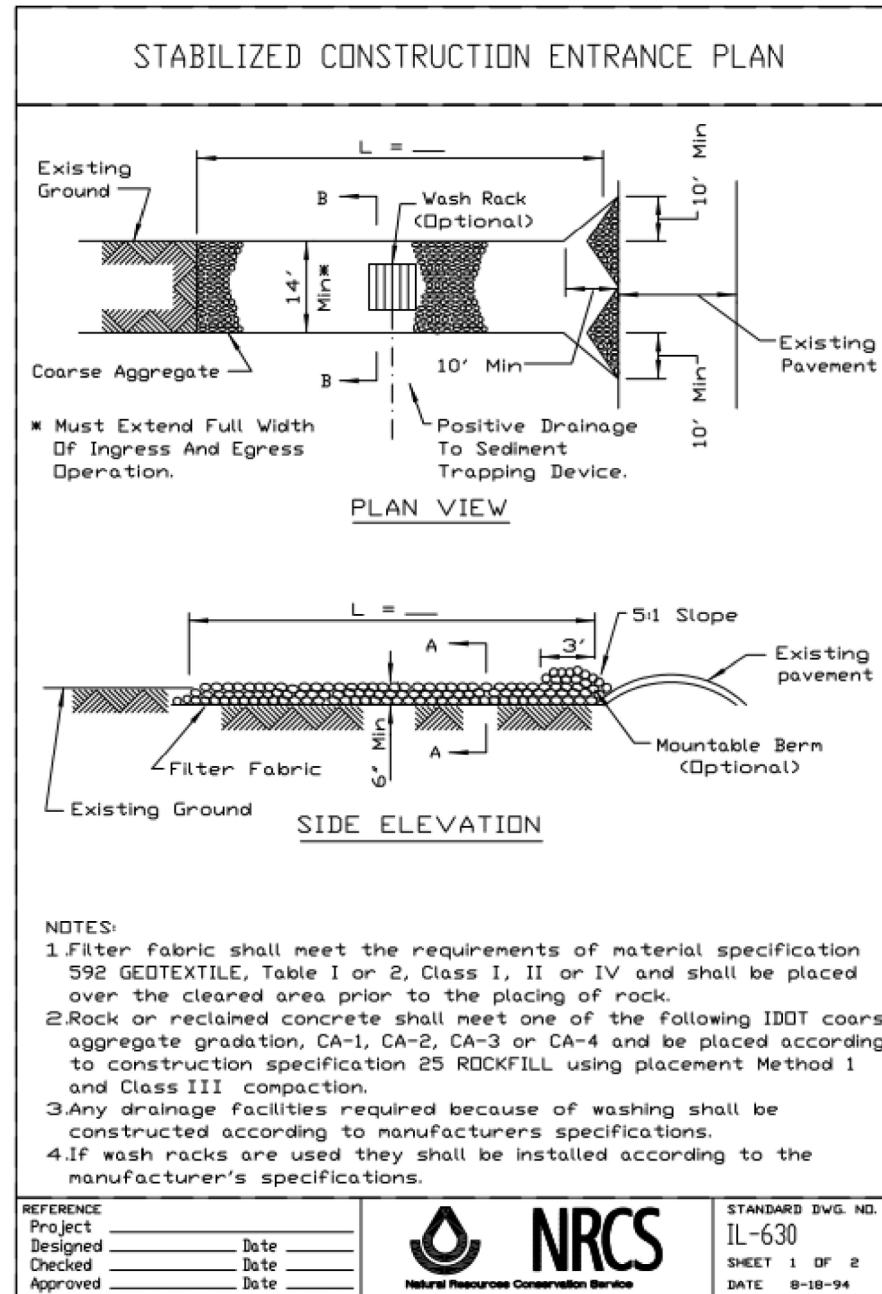 STABILIZED CONSTRUCTION ENTRANCE PLAN
L = ___
Existing
Ground
B
Wash Rack
(Optional)
10' Min
14'
Min*
Coarse Aggregate
B
10' Min
10' Min
Existing
Pavement
* Must Extend Full Width
Of Ingress And Egress
Operation.
Positive Drainage
To Sediment
Trapping Device.
PLAN VIEW
L = ___
5:1 Slope
A
3'
Existing
pavement
Filter Fabric
6" Min
A
Mountable Berm
(Optional)
Existing Ground
SIDE ELEVATION
NOTES:
1.Filter fabric shall meet the requirements of material specification
592 GEOTEXTILE, Table I or 2, Class I, II or IV and shall be placed
over the cleared area prior to the placing of rock.
2.Rock or reclaimed concrete shall meet one of the following IDOT coars
aggregate gradation, CA-1, CA-2, CA-3 or CA-4 and be placed according
to construction specification 25 ROCKFILL using placement Method 1
and Class III compaction.
3.Any drainage facilities required because of washing shall be
constructed according to manufacturers specifications.
4.If wash racks are used they shall be installed according to the
manufacturer's specifications.
REFERENCE
Project
Designed Date
Checked Date
Approved Date
NRCS
Natural Resources Conservation Service
STANDARD DWG. NO.
IL-630
SHEET 1 OF 2
DATE 8-18-94